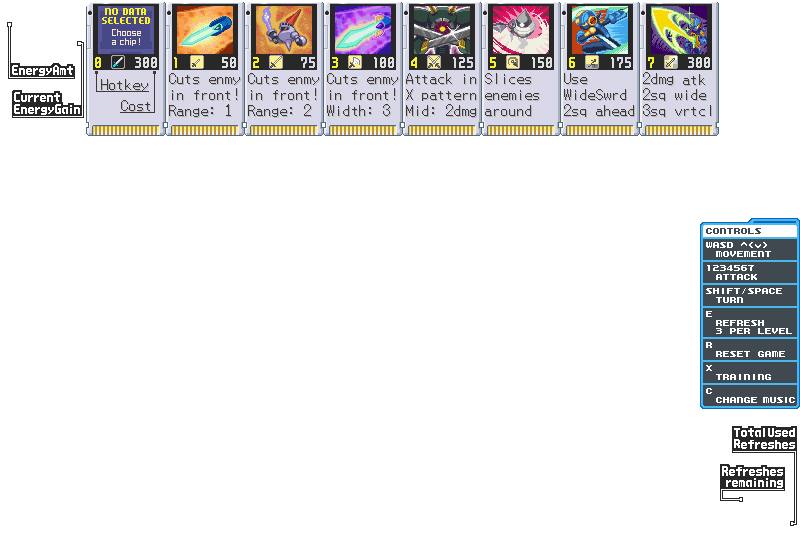 NO DATA
SELECTED
Choose
a chip!
0 300
Hotkey
Cost
EnergyAmt
Current
EnergyGain
1 50
Cuts enmy
in front!
Range: 1
2 75
Cuts enmy
in front!
Range: 2
3 100
Cuts enmy
in front!
Width: 3
4 125
Attack in
X pattern
Mid: 2dmg
5 150
Slices
enemies
around
6 175
Use
WideSwrd
2sq ahead
7 300
2dmg atk
2sq wide
3sq vrtcl
CONTROLS
WASD ^<v>
MOVEMENT
1234567
ATTACK
SHIFT/SPACE
TURN
E
REFRESH
3 PER LEVEL
R
RESET GAME
X
TRAINING
C
CHANGE MUSIC
TotalUsed
Refreshes
Refreshes
remaining